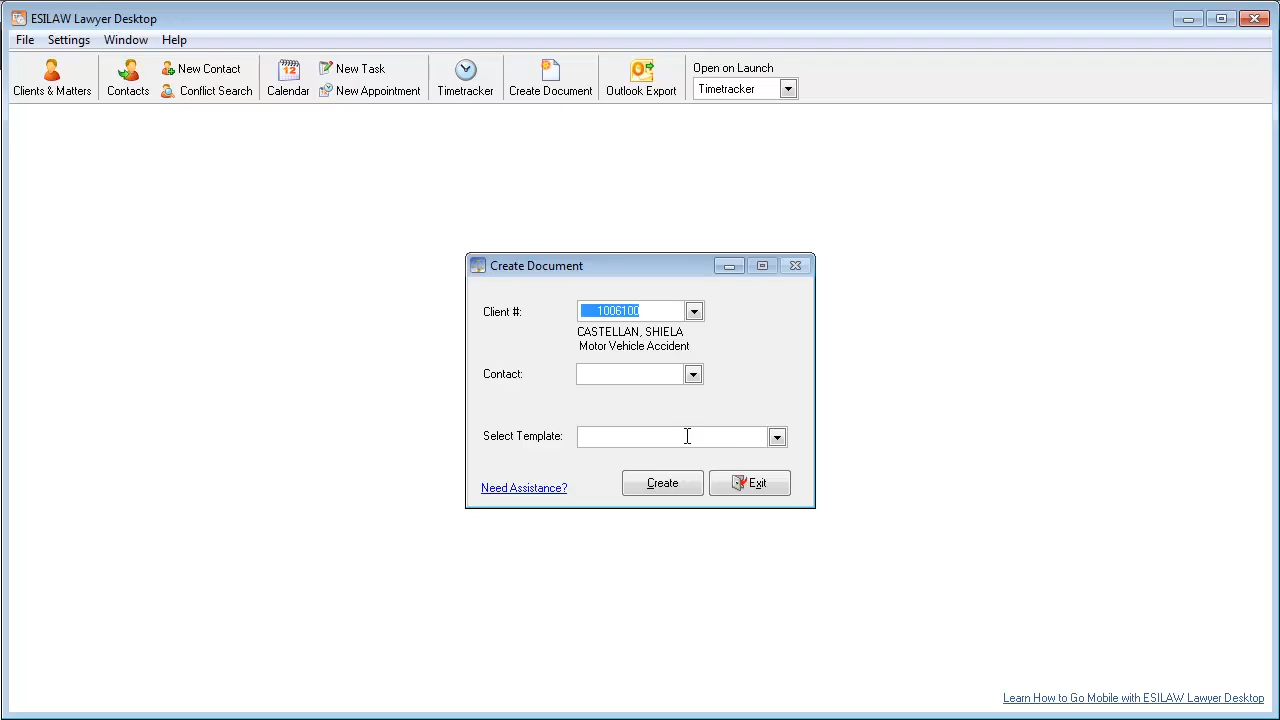 ESILAW Lawyer Desktop
File Settings Window Help
Clients & Matters
Contacts
New Contact
Conflict Search
12
Calendar
New Task
New Appointment
Timetracker
Create Document
Outlook Export
Open on Launch
Timetracker
Create Document
Client #: 1006100
CASTELLAN, SHIELA
Motor Vehicle Accident
Contact:
Select Template:
Need Assistance? Create Exit
Learn How to Go Mobile with ESILAW Lawyer Desktop